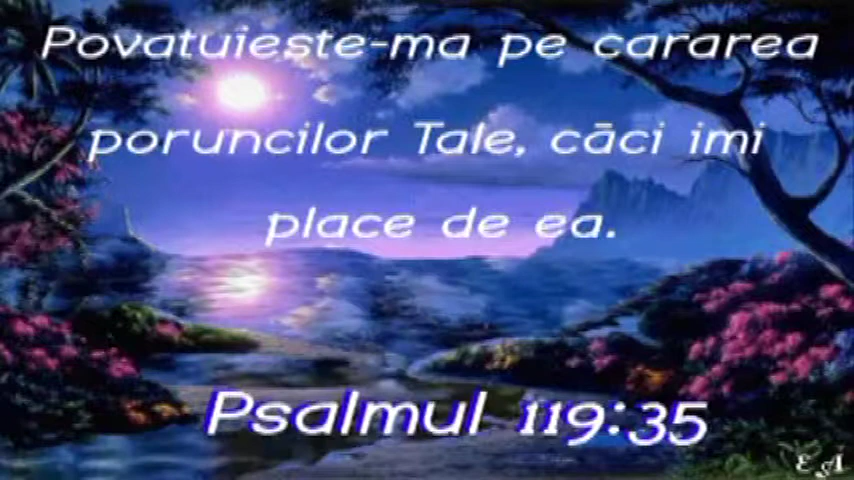 Povatuieste-ma pe cararea
poruncilor Tale, căci imi
place de ea.
Psalmul 119:35
E A